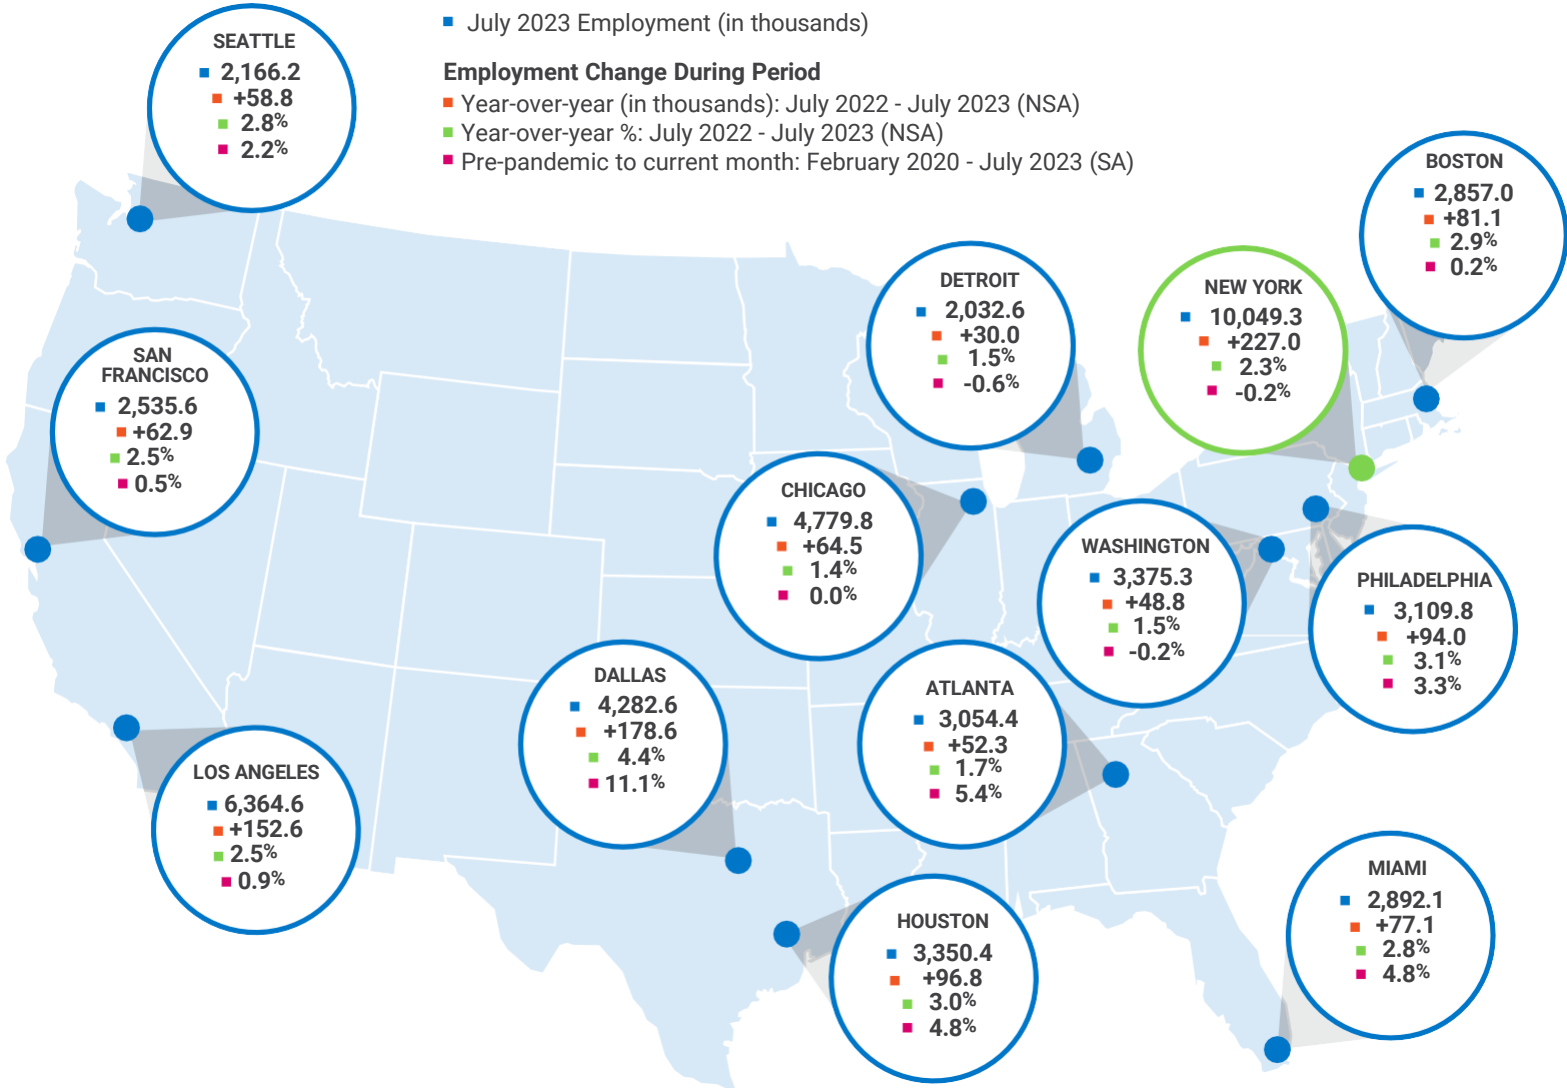 July 2023 Employment (in thousands)
Employment Change During Period
Year-over-year (in thousands): July 2022 - July 2023 (NSA)
Year-over-year %: July 2022 - July 2023 (NSA)
Pre-pandemic to current month: February 2020 - July 2023 (SA)
SEATTLE
2,166.2
+58.8
2.8%
2.2%
BOSTON
2,857.0
+81.1
2.9%
0.2%
DETROIT
2,032.6
+30.0
1.5%
-0.6%
NEW YORK
10,049.3
+227.0
2.3%
-0.2%
SAN
FRANCISCO
2,535.6
+62.9
2.5%
0.5%
CHICAGO
4,779.8
+64.5
1.4%
0.0%
WASHINGTON
3,375.3
+48.8
1.5%
-0.2%
PHILADELPHIA
3,109.8
+94.0
3.1%
3.3%
DALLAS
4,282.6
+178.6
4.4%
11.1%
ATLANTA
3,054.4
+52.3
1.7%
5.4%
LOS ANGELES
6,364.6
+152.6
2.5%
0.9%
HOUSTON
3,350.4
+96.8
3.0%
4.8%
MIAMI
2,892.1
+77.1
2.8%
4.8%